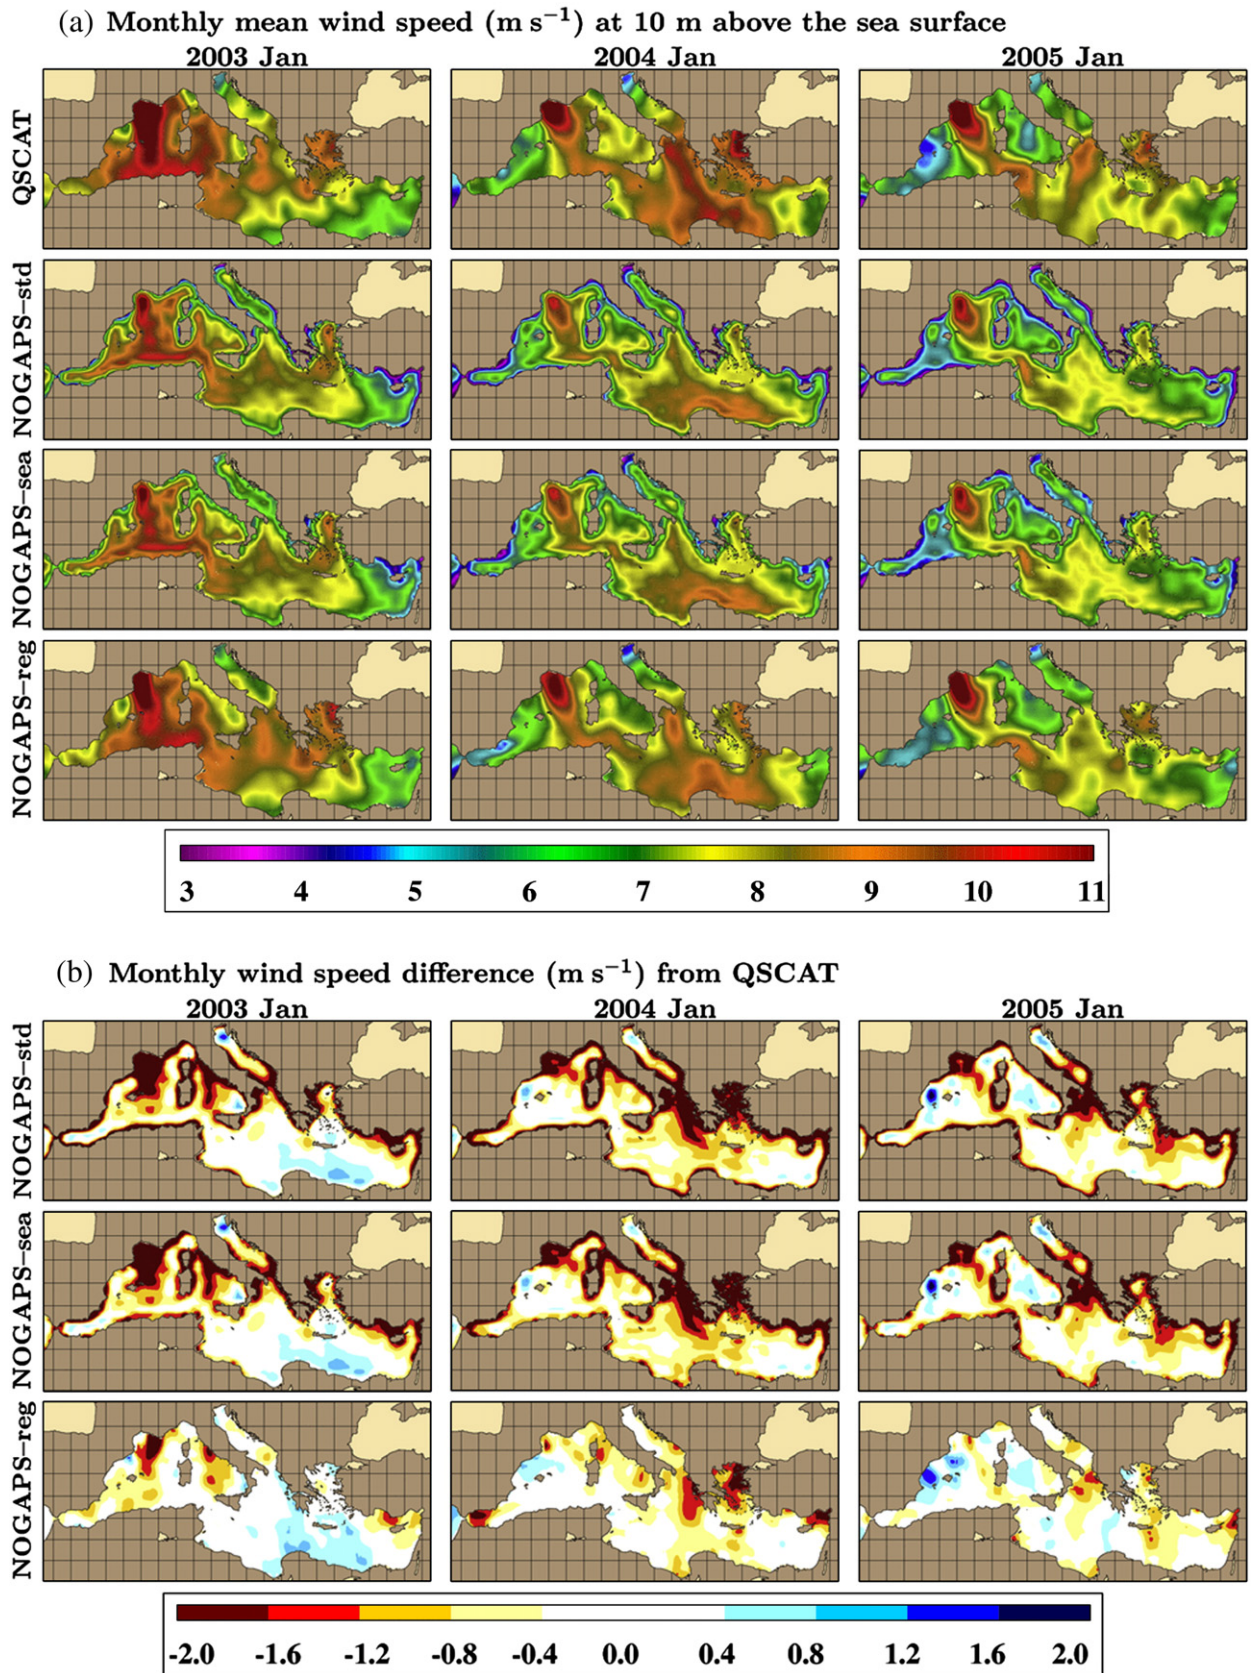 (a) Monthly mean wind speed (m s⁻¹) at 10 m above the sea surface
2003 Jan 2004 Jan 2005 Jan
QSCAT
NOGAPS−std
NOGAPS−sea
NOGAPS−reg
3 4 5 6 7 8 9 10 11
(b) Monthly wind speed difference (m s⁻¹) from QSCAT
2003 Jan 2004 Jan 2005 Jan
NOGAPS−std
NOGAPS−sea
NOGAPS−reg
-2.0 -1.6 -1.2 -0.8 -0.4 0.0 0.4 0.8 1.2 1.6 2.0